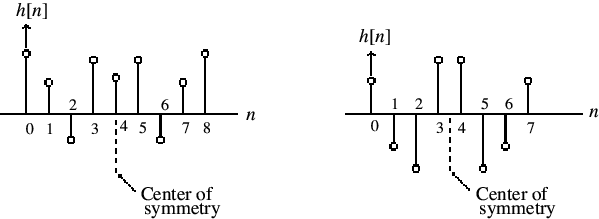 h[n]
2 6 n
0 1 3 4 5 7 8
Center of
symmetry
h[n]
1 2 5 6 n
0 3 4 7
Center of
symmetry